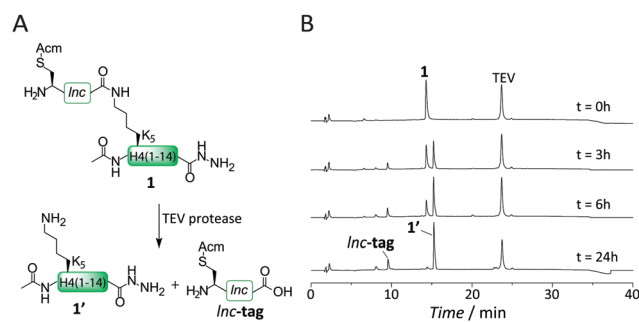 A
Acm
S
H₂N
lnc
O
NH
K₅
O
N
H
H4(1-14)
O
H
N
NH₂
1
TEV protease
NH₂
K₅
O
N
H
H4(1-14)
O
H
N
NH₂
1'
+
Acm
S
H₂N
lnc
O
OH
lnc-tag
B
1
TEV
t = 0h
t = 3h
t = 6h
1'
lnc-tag
t = 24h
0 10 20 30 40
Time / min